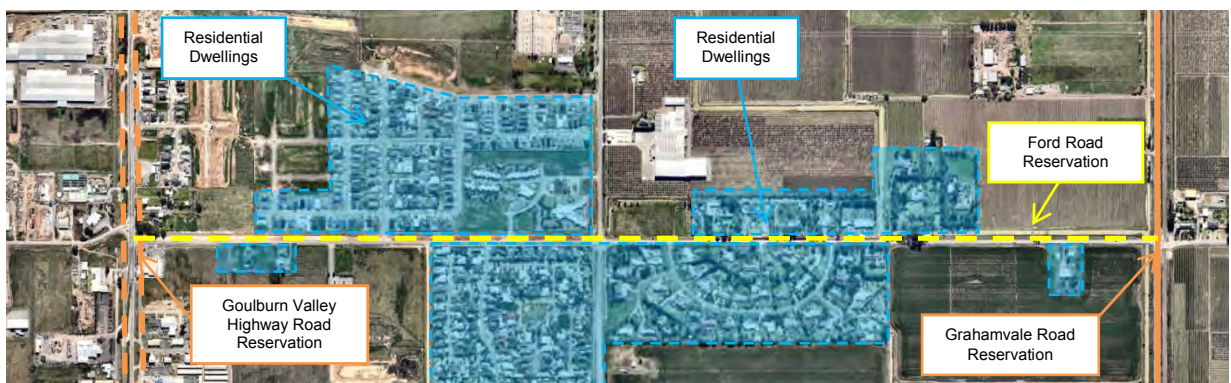 Residential
Dwellings
Residential
Dwellings
Ford Road
Reservation
Goulburn Valley
Highway Road
Reservation
Grahamvale Road
Reservation